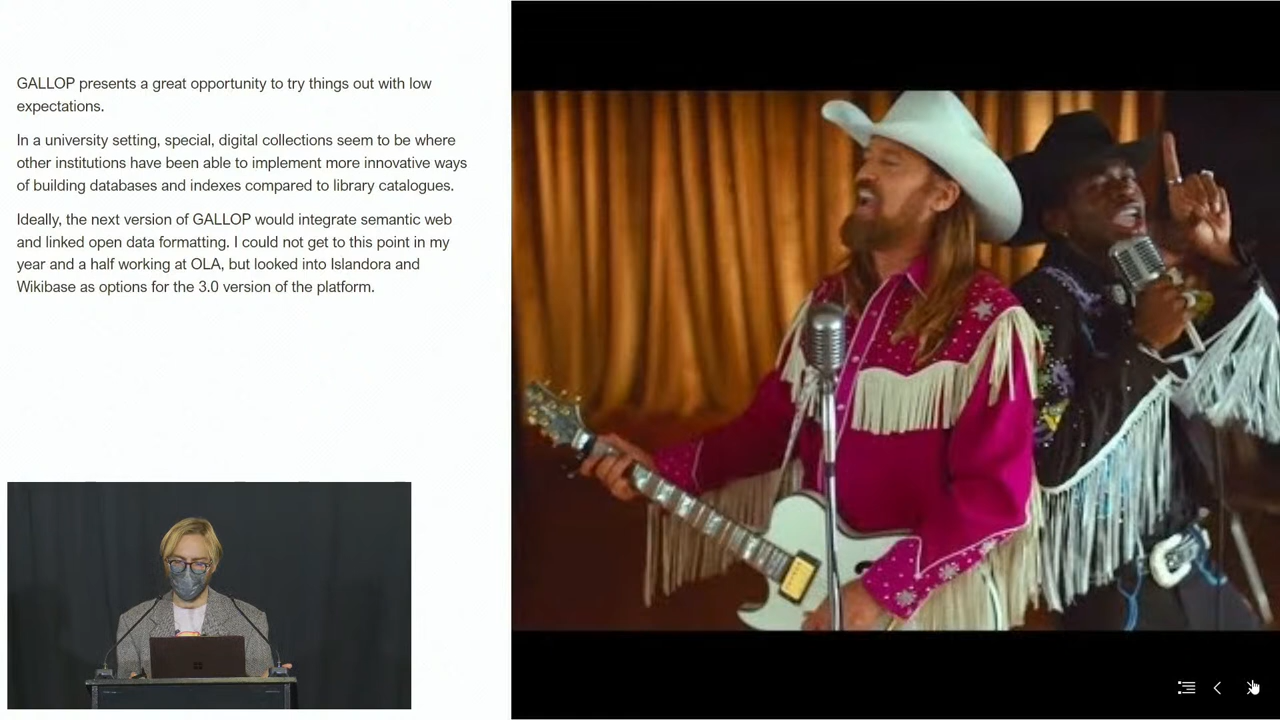 GALLOP presents a great opportunity to try things out with low
expectations.
In a university setting, special, digital collections seem to be where
other institutions have been able to implement more innovative ways
of building databases and indexes compared to library catalogues.
Ideally, the next version of GALLOP would integrate semantic web
and linked open data formatting. I could not get to this point in my
year and a half working at OLA, but looked into Islandora and
Wikibase as options for the 3.0 version of the platform.